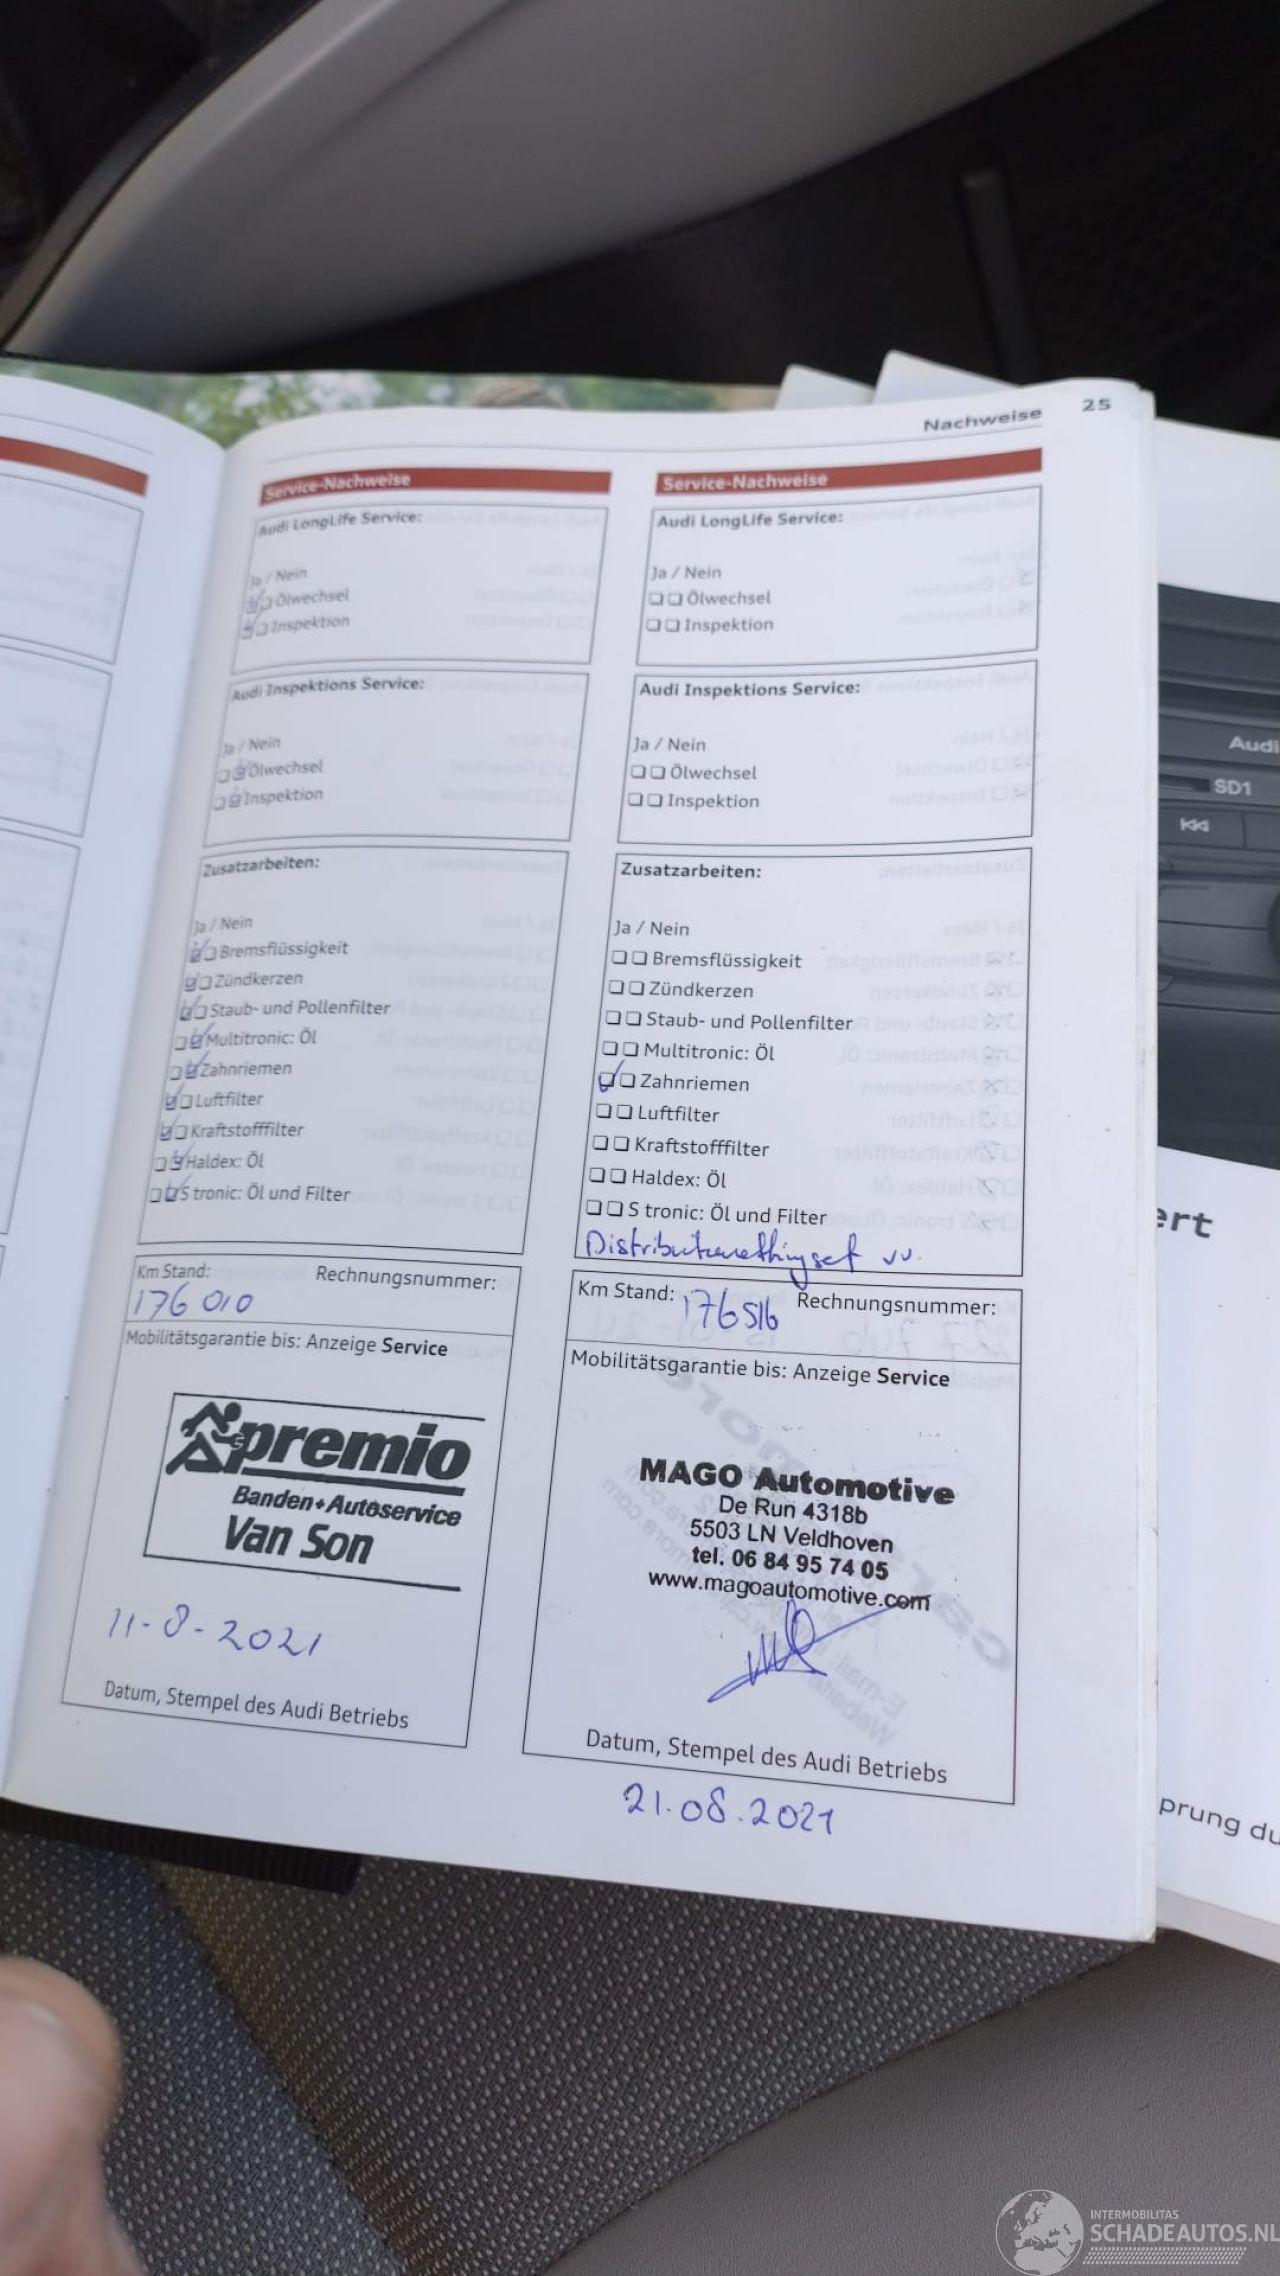 Nachweise 25
Service-Nachweise
Audi LongLife Service:
Ja / Nein
Ölwechsel
Inspektion
Audi Inspektions Service:
Ja / Nein
Ölwechsel
Inspektion
Zusatzarbeiten:
Ja / Nein
Bremsflüssigkeit
Zündkerzen
Staub- und Pollenfilter
Multitronic: Öl
Zahnriemen
Luftfilter
Kraftstofffilter
Haldex: Öl
S tronic: Öl und Filter
Km Stand: Rechnungsnummer:
176 010
Mobilitätsgarantie bis: Anzeige Service
premio
Banden+Autoservice
Van Son
11-8-2021
Datum, Stempel des Audi Betriebs
Service-Nachweise
Audi LongLife Service:
Ja / Nein
Ölwechsel
Inspektion
Audi Inspektions Service:
Ja / Nein
Ölwechsel
Inspektion
Zusatzarbeiten:
Ja / Nein
Bremsflüssigkeit
Zündkerzen
Staub- und Pollenfilter
Multitronic: Öl
Zahnriemen
Luftfilter
Kraftstofffilter
Haldex: Öl
S tronic: Öl und Filter
vv.
Km Stand: 176516 Rechnungsnummer:
Mobilitätsgarantie bis: Anzeige Service
MAGO Automotive
De Run 4318b
5503 LN Veldhoven
tel. 06 84 95 74 05
www.magoautomotive.com
Datum, Stempel des Audi Betriebs
21.08.2021
Audi
SD1
ert
prung du
INTERMOBILITAS
SCHADEAUTOS.NL